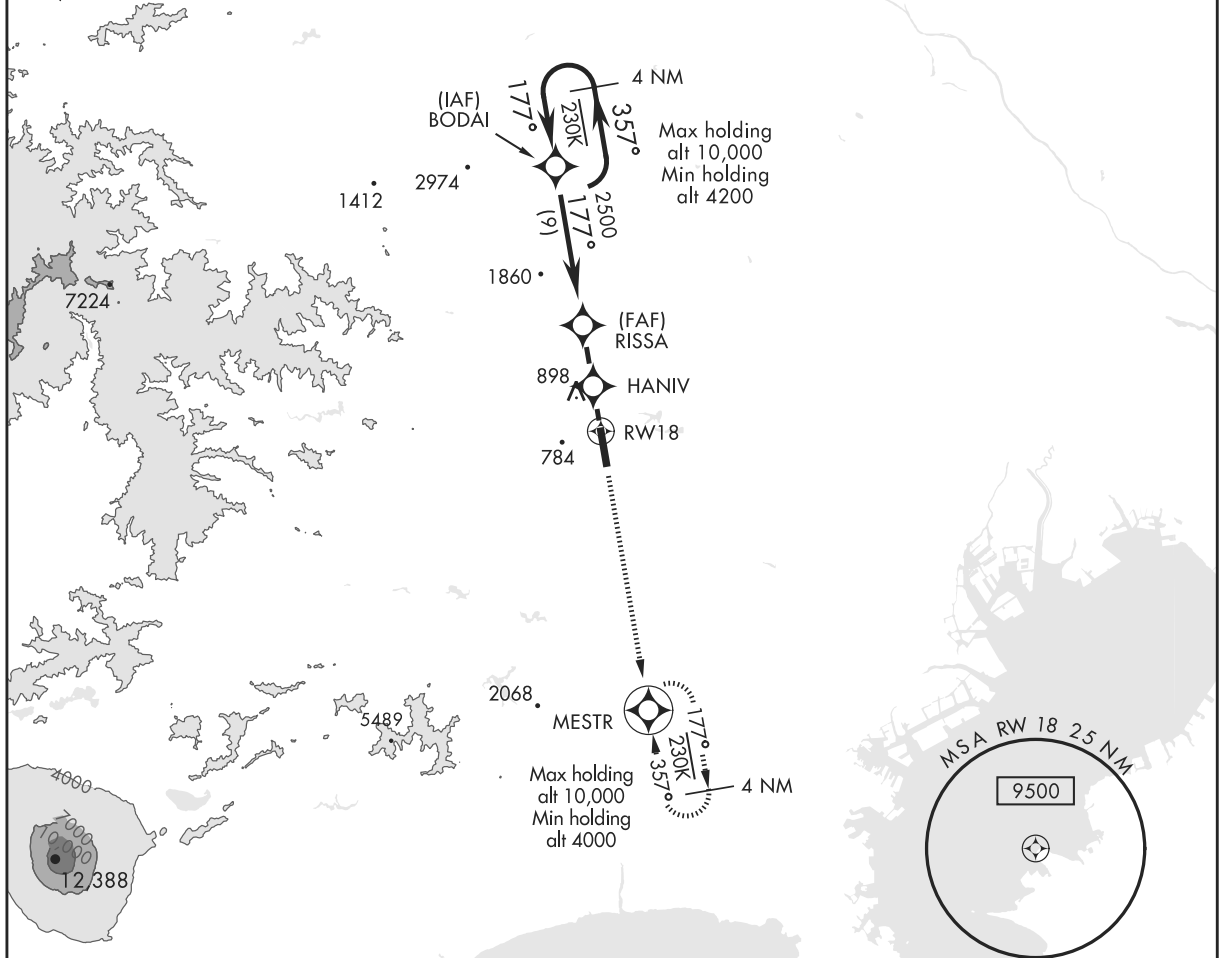 4 NM
177°
230K
357°
(IAF)
BODAI
Max holding
alt 10,000
Min holding
alt 4200
2974
1412
2500
177°
(9)
1860
7224
(FAF)
RISSA
898
HANIV
RW18
784
2068
MESTR
5489
177°
230K
357°
4 NM
Max holding
alt 10,000
Min holding
alt 4000
4000
7000
10,000
12,388
MSA RW 18 25 NM
9500